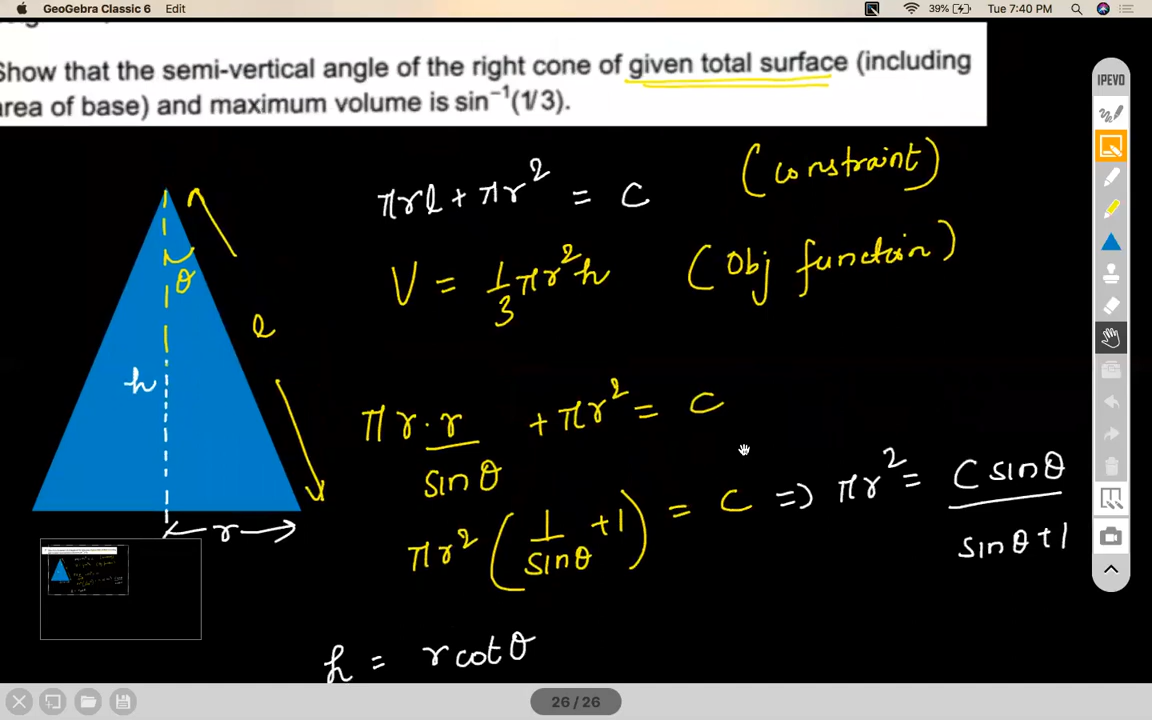 GeoGebra Classic 6 Edit 39% Tue 7:40 PM
Show that the semi-vertical angle of the right cone of given total surface (including
area of base) and maximum volume is sin⁻¹(1/3).
IPEVO
πrl + πr² = C (constraint)
V = 1/3 πr²h (Obj function)
θ
l
h
r
πr · r/sinθ + πr² = C
πr² (1/sinθ + 1) = C => πr² = C sinθ / sinθ + 1
h = r cotθ
26 / 26